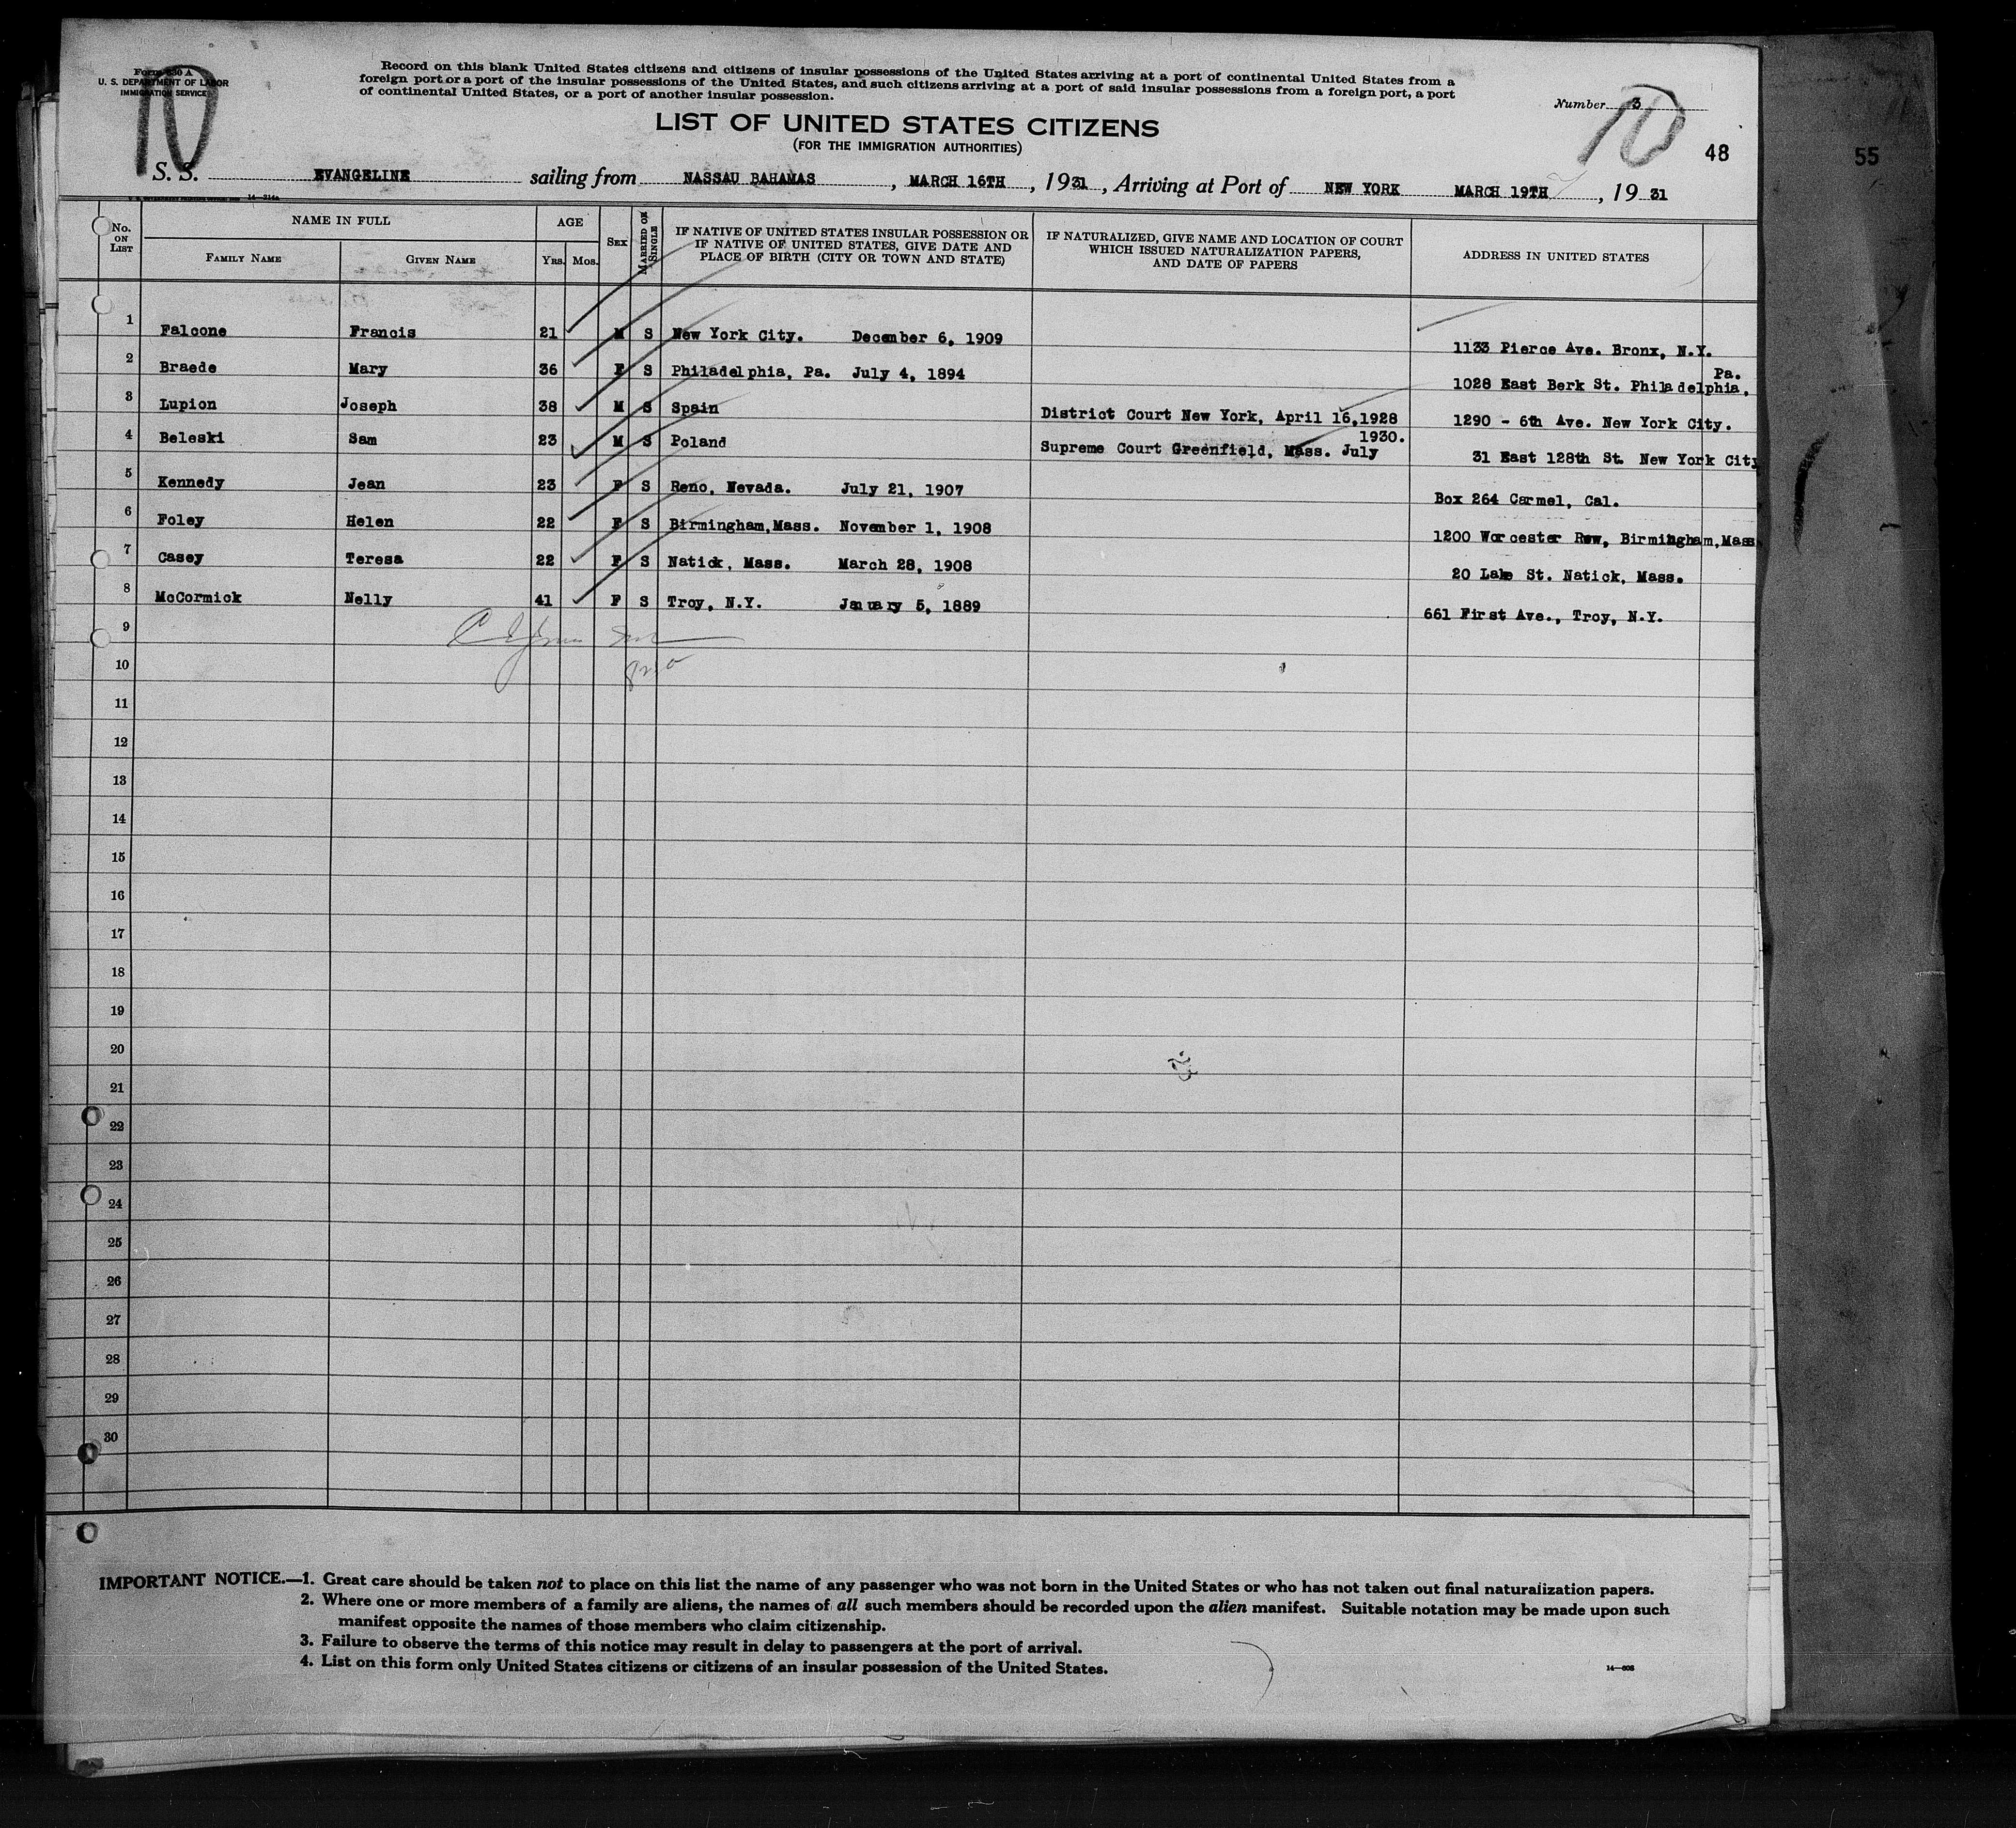 Form 630 A
U. S. DEPARTMENT OF LABOR
IMMIGRATION SERVICE
10
Record on this blank United States citizens and citizens of insular possessions of the United States arriving at a port of continental United States from a
foreign port or a port of the insular possessions of the United States, and such citizens arriving at a port of said insular possessions from a foreign port, a port
of continental United States, or a port of another insular possession.
Number 3
10
48
55
LIST OF UNITED STATES CITIZENS
(FOR THE IMMIGRATION AUTHORITIES)
S. S. EVANGELINE sailing from NASSAU BAHAMAS, MARCH 16TH, 1931, Arriving at Port of NEW YORK MARCH 19TH, 19 31
14—214a
No. ON LIST NAME IN FULL FAMILY NAME GIVEN NAME AGE Yrs. Mos. SEX MARRIED OR SINGLE IF NATIVE OF UNITED STATES INSULAR POSSESSION OR IF NATIVE OF UNITED STATES, GIVE DATE AND PLACE OF BIRTH (CITY OR TOWN AND STATE) IF NATURALIZED, GIVE NAME AND LOCATION OF COURT WHICH ISSUED NATURALIZATION PAPERS, AND DATE OF PAPERS ADDRESS IN UNITED STATES
1 Falcone Francis 21 M S New York City. December 6, 1909 1133 Pierce Ave. Bronx, N.Y.
2 Braede Mary 36 F S Philadelphia, Pa. July 4, 1894 1028 East Berk St. Philadelphia, Pa.
3 Lupion Joseph 38 M S Spain District Court New York, April 16,1928 1290 - 6th Ave. New York City.
4 Beleski Sam 23 M S Poland Supreme Court Greenfield, Mass. July 1930. 31 East 128th St. New York City
5 Kennedy Jean 23 F S Reno, Nevada. July 21, 1907 Box 264 Carmel, Cal.
6 Foley Helen 22 F S Birmingham,Mass. November 1, 1908 1200 Worcester Row, Birmingham,Mass
7 Casey Teresa 22 F S Natick, Mass. March 28, 1908 20 Lake St. Natick, Mass.
8 McCormick Nelly 41 F S Troy, N.Y. January 5, 1889 661 First Ave., Troy, N.Y.
9
10
11
12
13
14
15
16
17
18
19
20
21
22
23
24
25
26
27
28
29
30
IMPORTANT NOTICE.—1. Great care should be taken not to place on this list the name of any passenger who was not born in the United States or who has not taken out final naturalization papers.
2. Where one or more members of a family are aliens, the names of all such members should be recorded upon the alien manifest. Suitable notation may be made upon such
manifest opposite the names of those members who claim citizenship.
3. Failure to observe the terms of this notice may result in delay to passengers at the port of arrival.
4. List on this form only United States citizens or citizens of an insular possession of the United States.